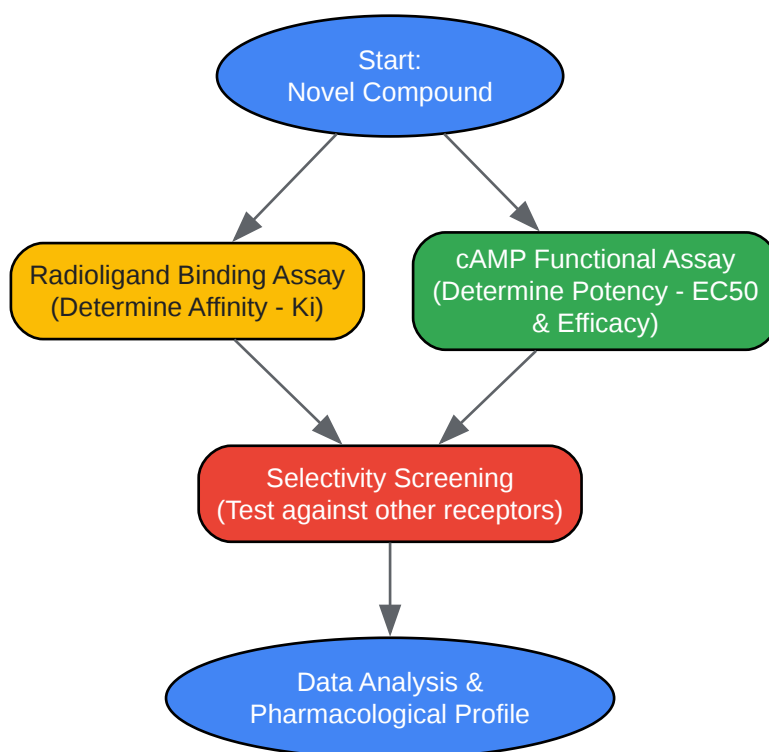 Start:
Novel Compound
Radioligand Binding Assay
(Determine Affinity - Ki)
cAMP Functional Assay
(Determine Potency - EC50
& Efficacy)
Selectivity Screening
(Test against other receptors)
Data Analysis &
Pharmacological Profile